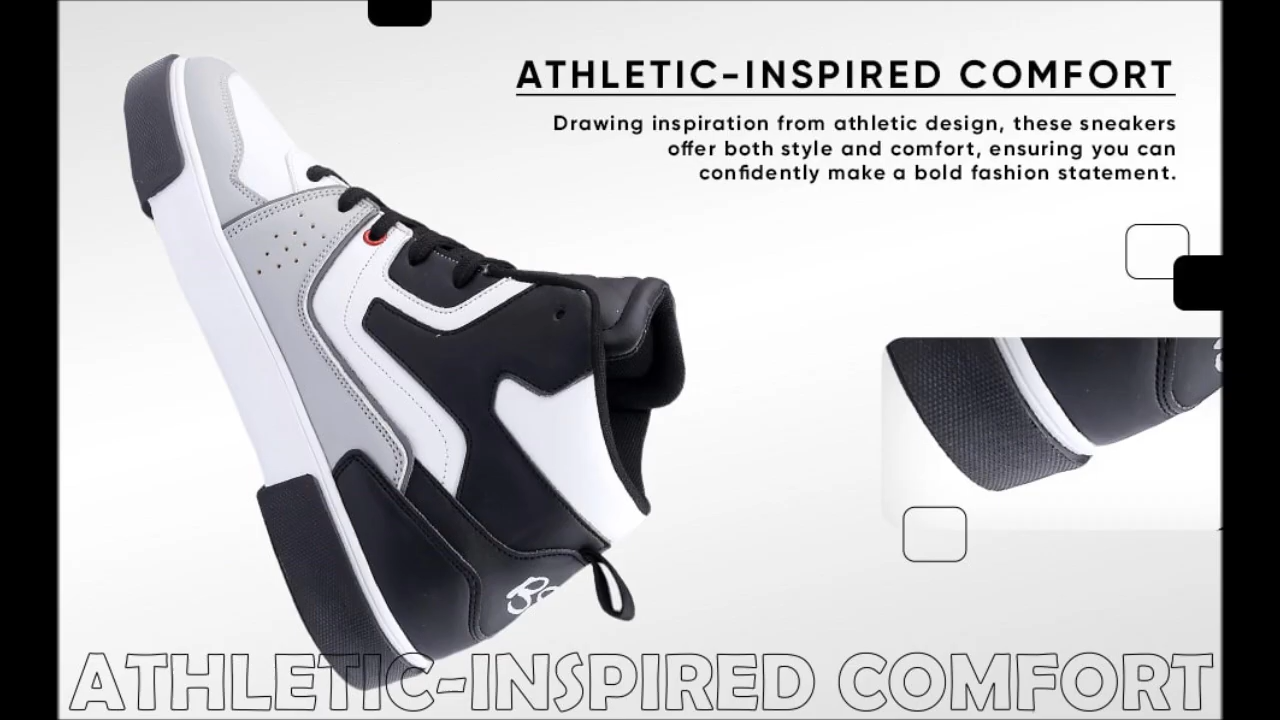 ATHLETIC-INSPIRED COMFORT
Drawing inspiration from athletic design, these sneakers
offer both style and comfort, ensuring you can
confidently make a bold fashion statement.
ATHLETIC-INSPIRED COMFORT